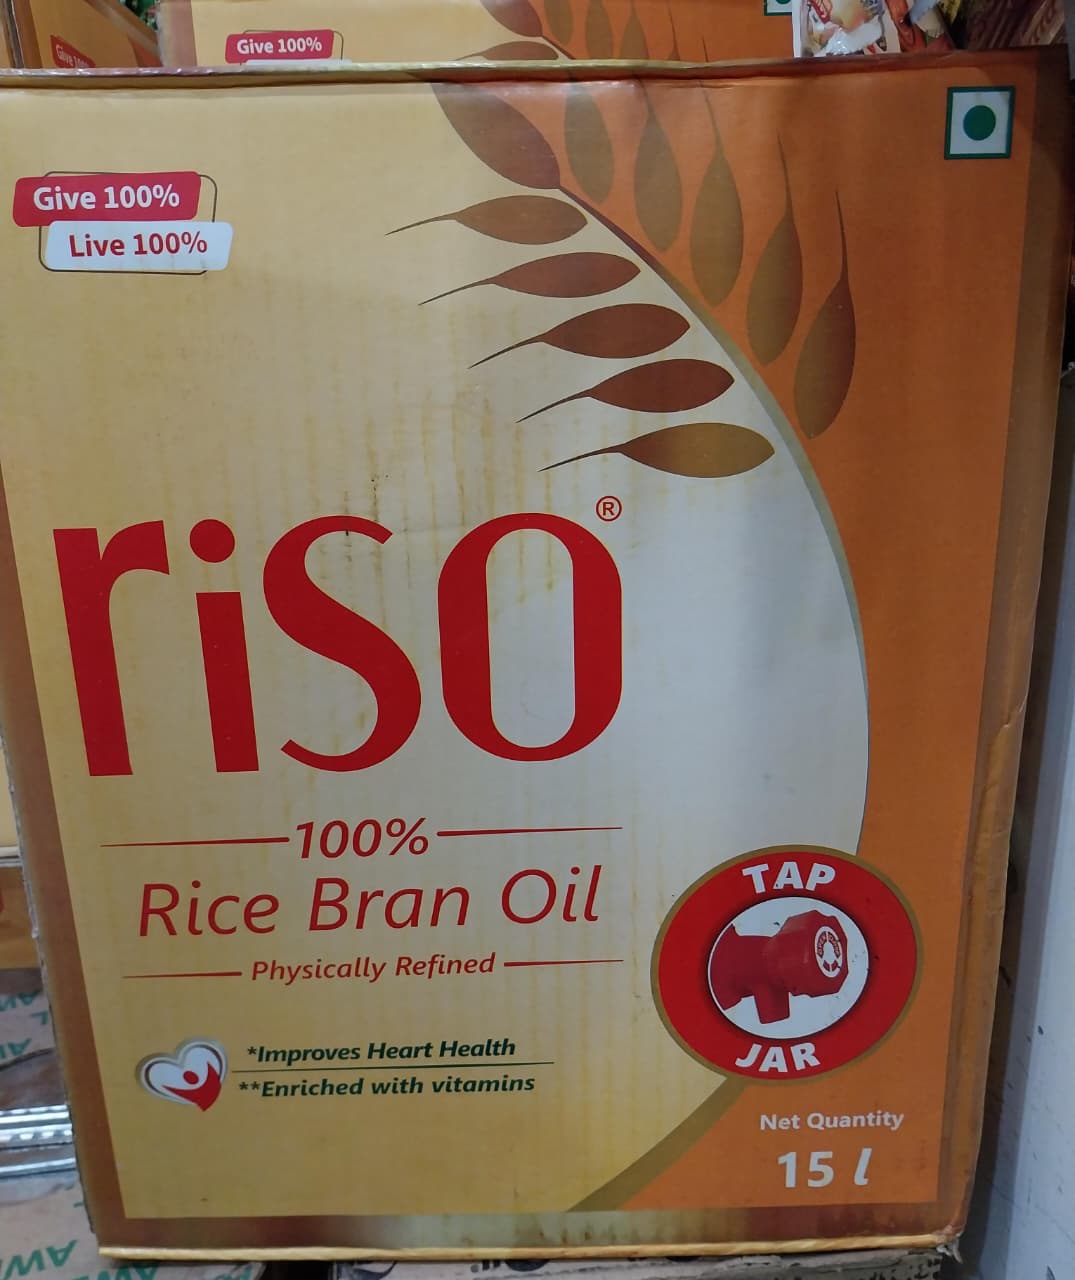 Give 100%
Give 100%
Live 100%
riso®
100%
Rice Bran Oil
Physically Refined
*Improves Heart Health
**Enriched with vitamins
TAP
JAR
Net Quantity
15 l